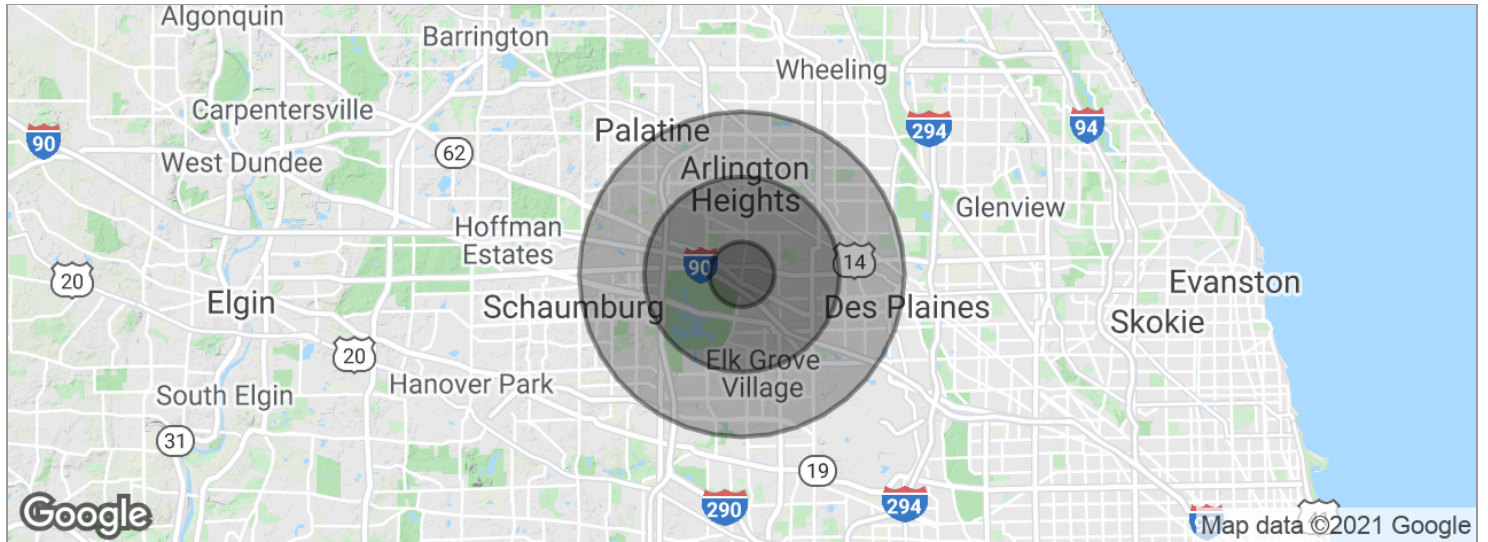 Algonquin
Barrington
Wheeling
Carpentersville
90
62
Palatine
294
94
West Dundee
Arlington
Heights
Glenview
Hoffman
Estates
90
14
20
Elgin
Schaumburg
Des Plaines
Evanston
Skokie
20
Elk Grove
Village
Hanover Park
South Elgin
31
19
290
294
Google
Map data ©2021 Google